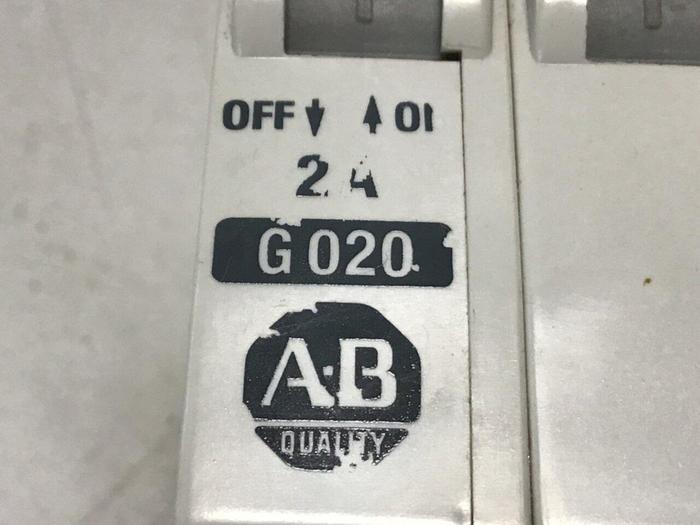 OFF OI
2 A
G 020
A-B
QUALITY